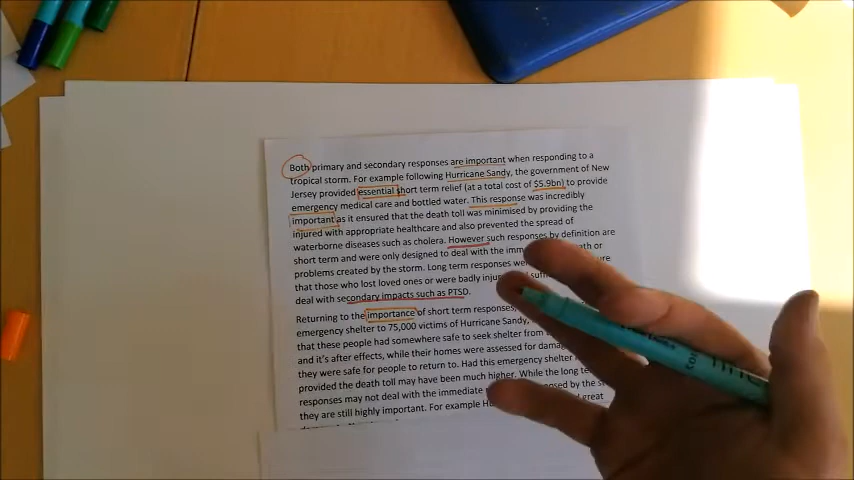 Both primary and secondary responses are important when responding to a
tropical storm. For example following Hurricane Sandy, the government of New
Jersey provided essential short term relief (at a total cost of $5.9bn) to provide
emergency medical care and bottled water. This response was incredibly
important as it ensured that the death toll was minimised by providing the
injured with appropriate healthcare and also prevented the spread of
waterborne diseases such as cholera. However such responses by definition are
short term and were only designed to deal with the or
problems created by the storm. Long term responses
that those who lost loved ones or were badly
deal with secondary impacts such as PTSD.
Returning to the importance of short term responses,
emergency shelter to 75,000 victims of Hurricane Sandy,
that these people had somewhere safe to seek shelter from
and it's after effects, while their homes were assessed for
they were safe for people to return to. Had this emergency shelter
provided the death toll may have been much higher. While the long
responses may not deal with the immediate
they are still highly important. For example great